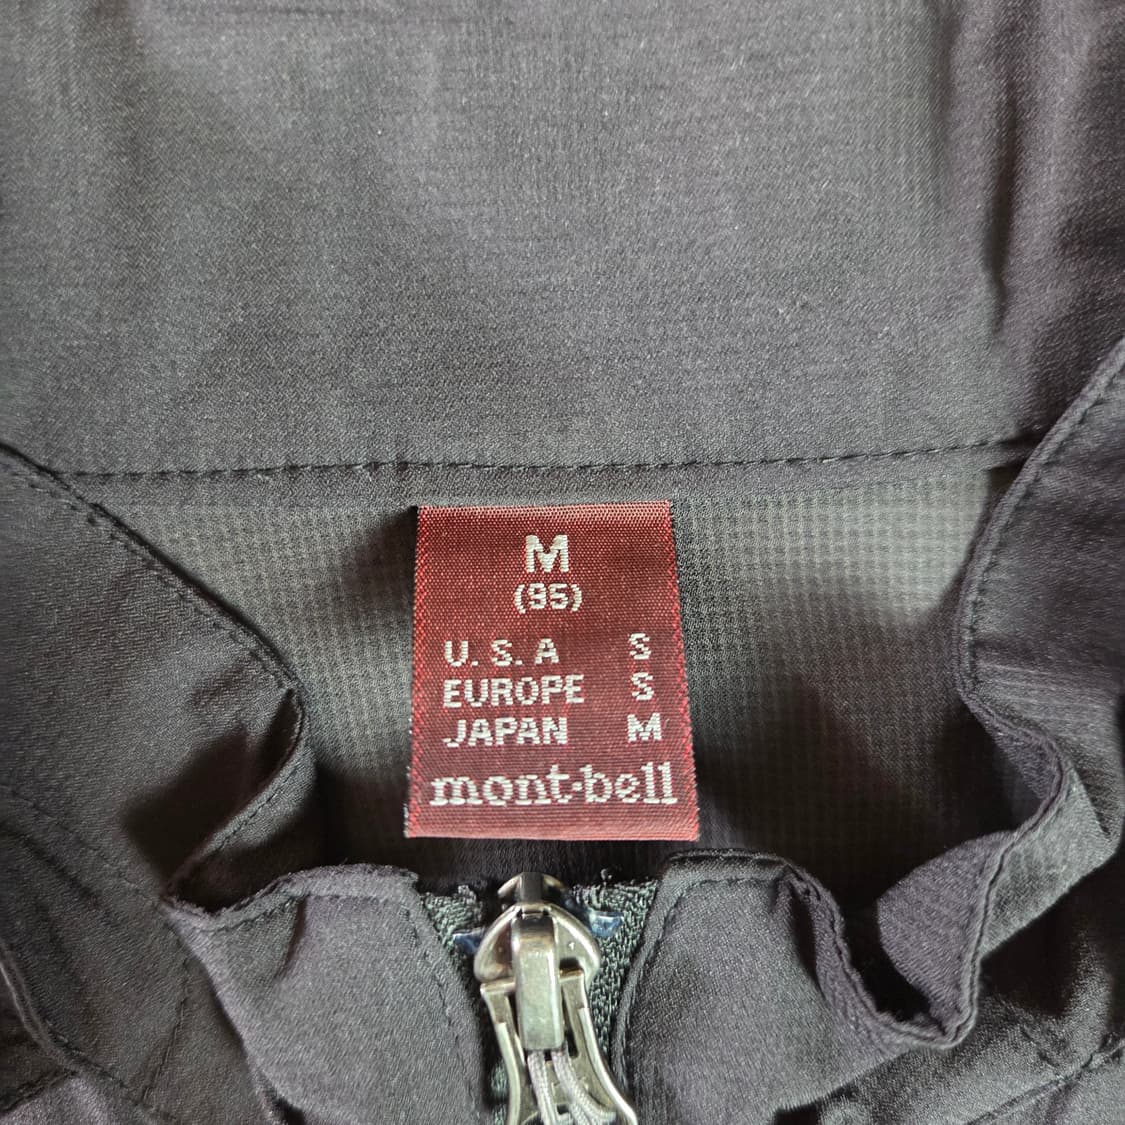 M
(95)
U.S.A S
EUROPE S
JAPAN M
mont-bell